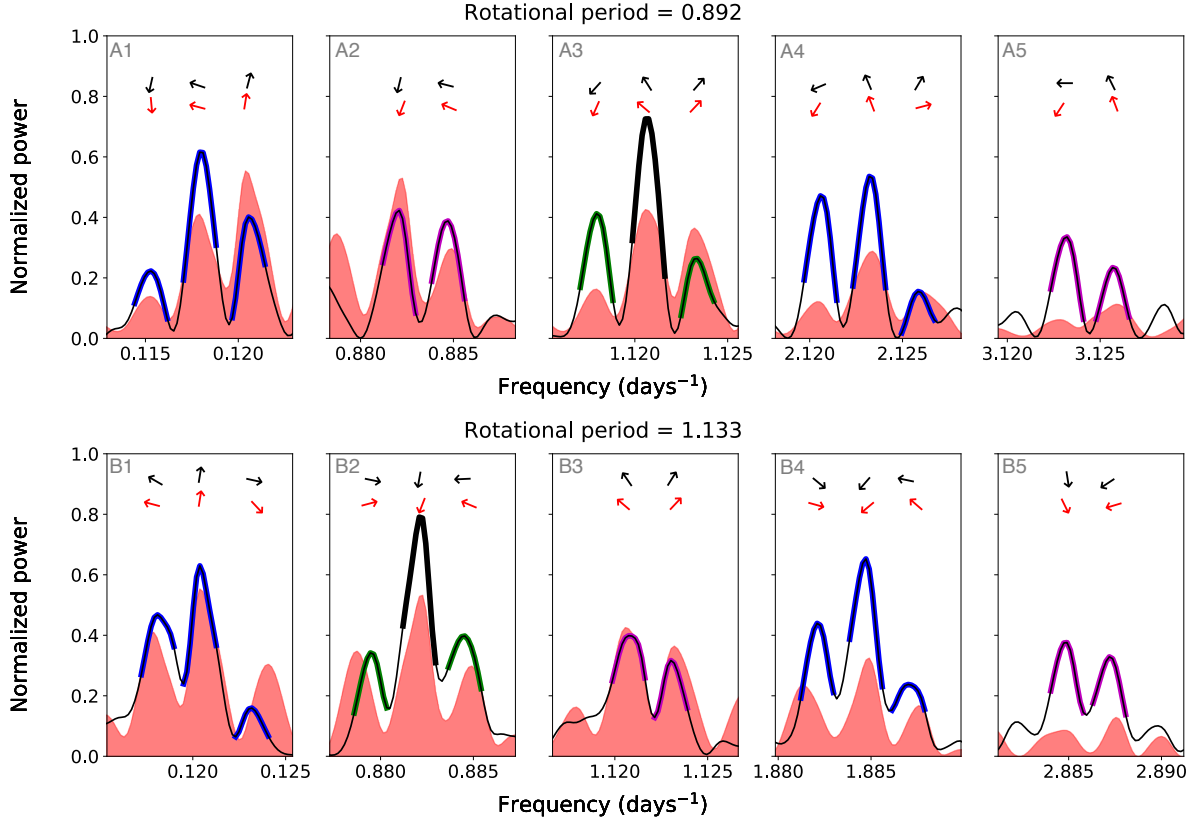 Rotational period = 0.892
Normalized power
1.0
0.8
0.6
0.4
0.2
0.0
A1
A2
A3
A4
A5
0.115 0.120
0.880 0.885
1.120 1.125
2.120 2.125
3.120 3.125
Frequency (days⁻¹)
Rotational period = 1.133
Normalized power
1.0
0.8
0.6
0.4
0.2
0.0
B1
B2
B3
B4
B5
0.120 0.125
0.880 0.885
1.120 1.125
1.880 1.885
2.885 2.890
Frequency (days⁻¹)